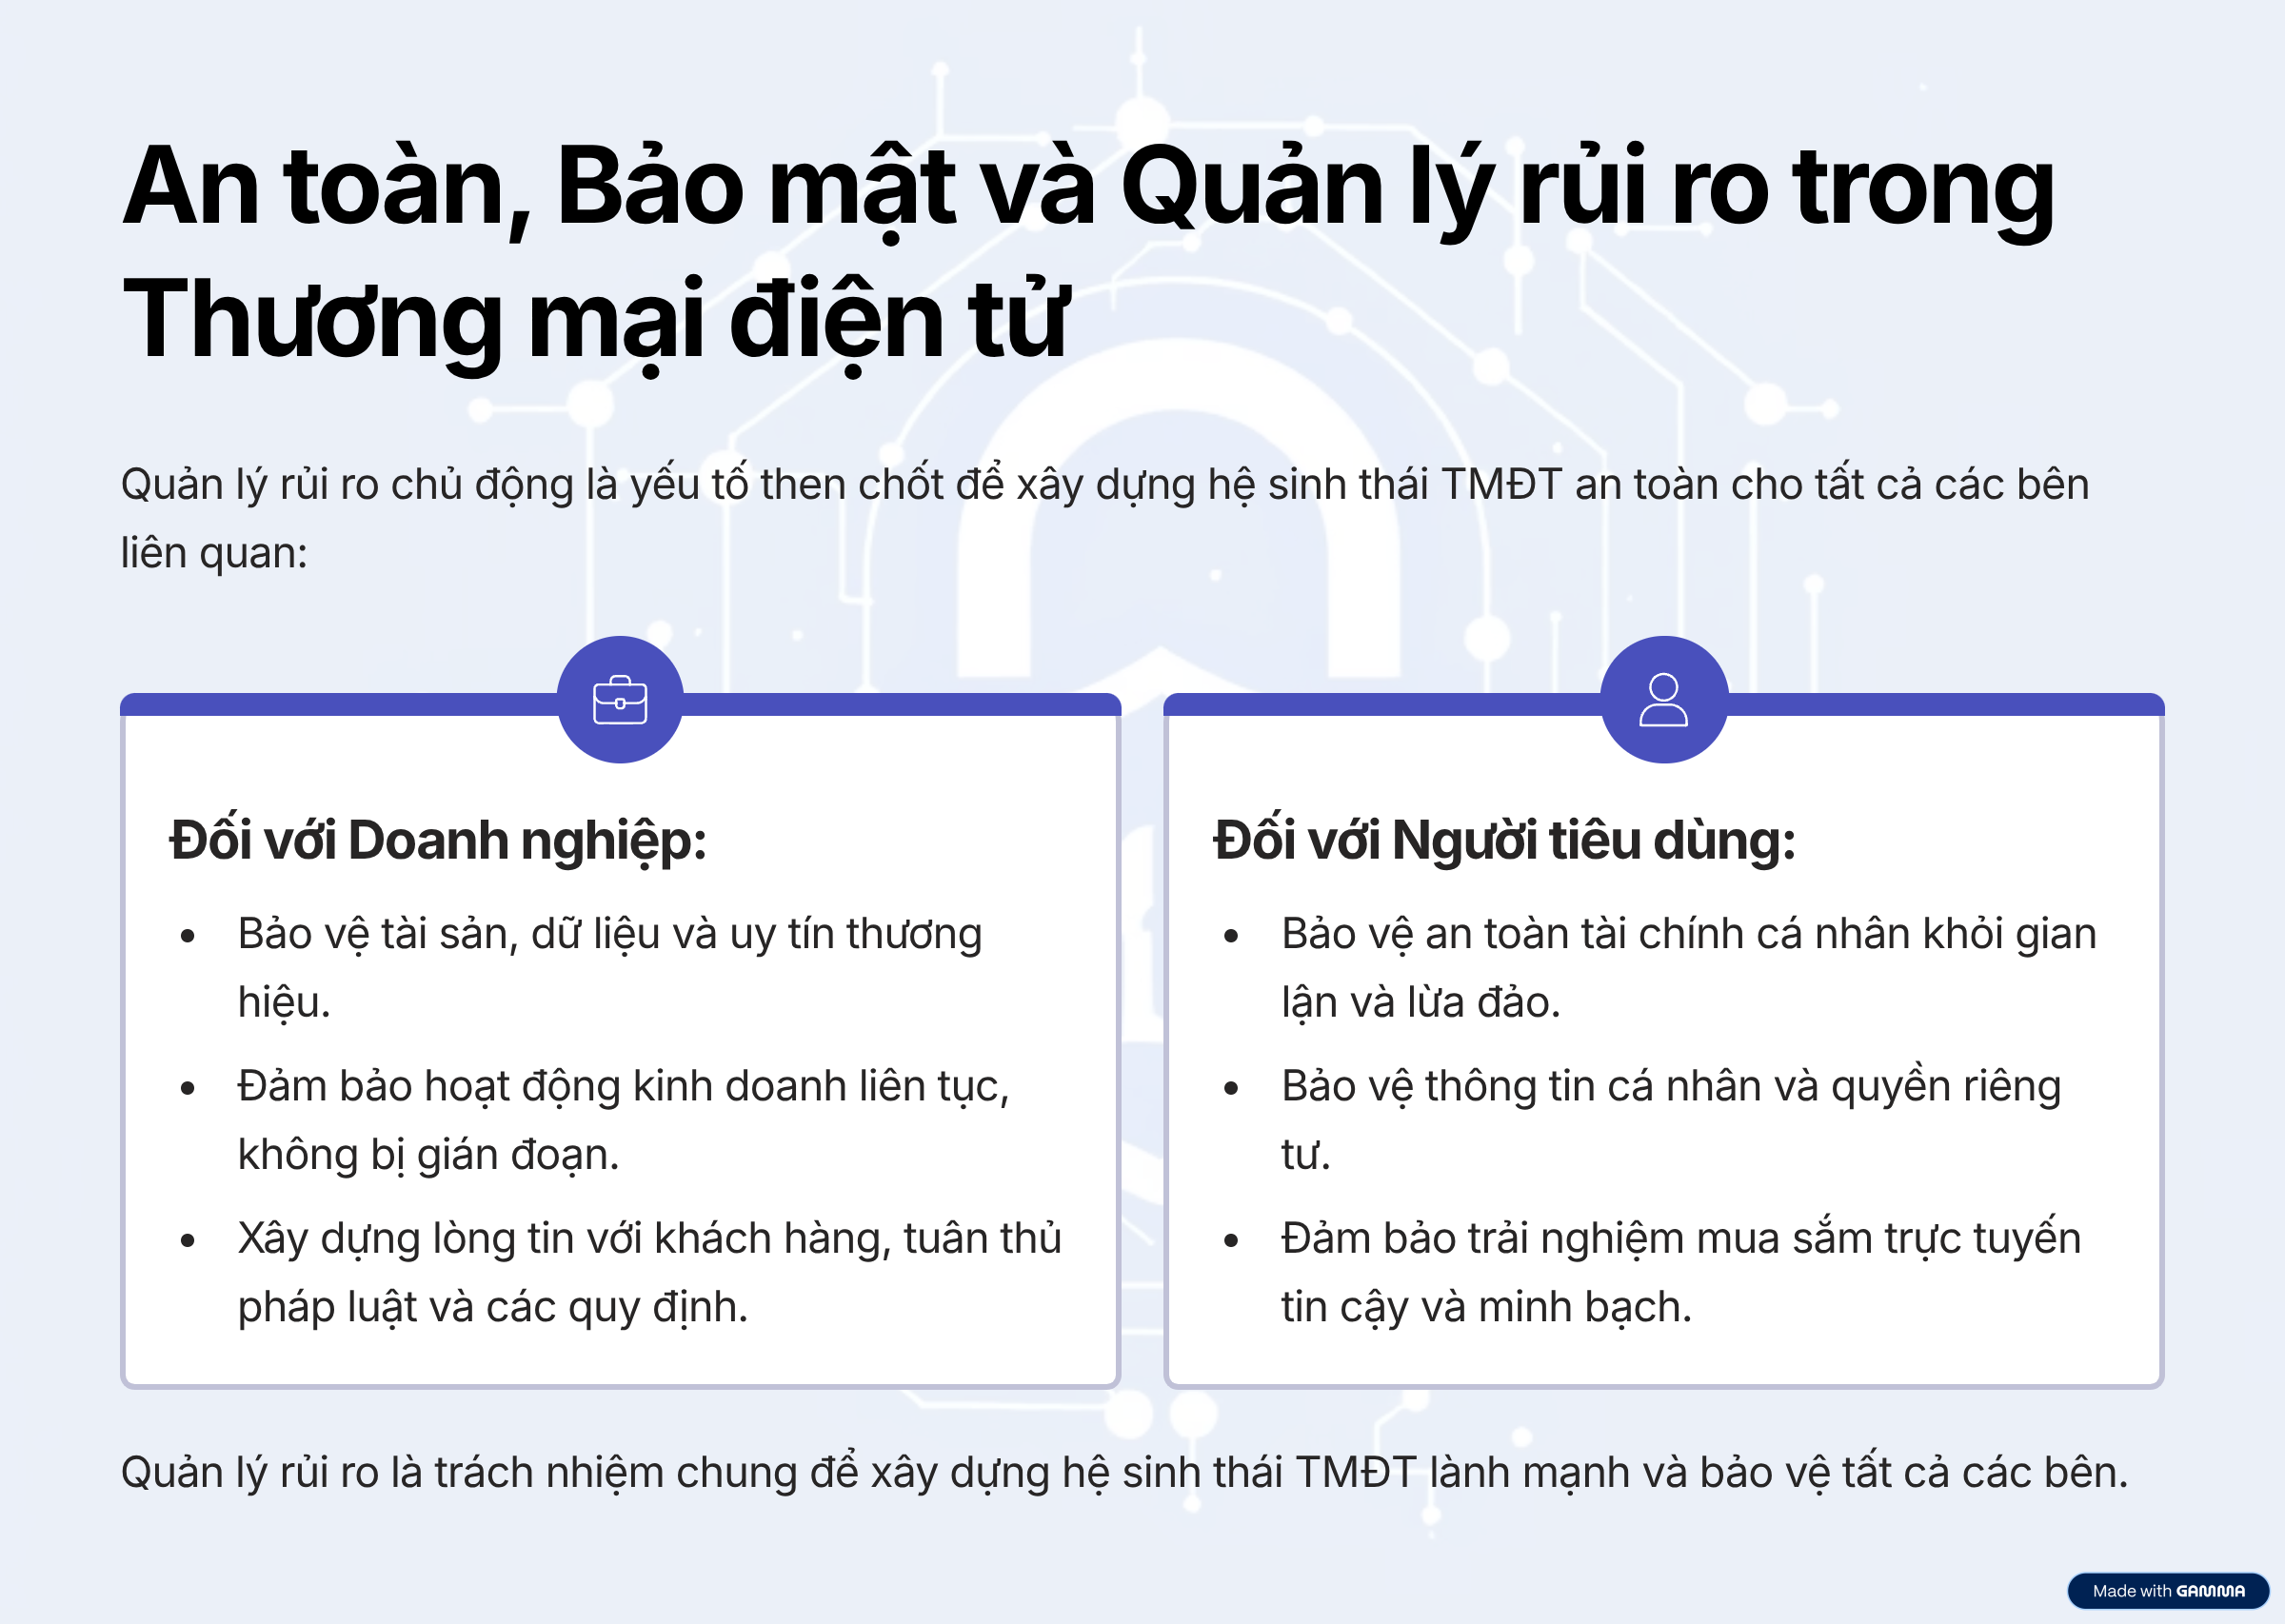 An toàn, Bảo mật và Quản lý rủi ro trong
Thương mại điện tử
Quản lý rủi ro chủ động là yếu tố then chốt để xây dựng hệ sinh thái TMĐT an toàn cho tất cả các bên
liên quan:
Đối với Doanh nghiệp:
• Bảo vệ tài sản, dữ liệu và uy tín thương
hiệu.
• Đảm bảo hoạt động kinh doanh liên tục,
không bị gián đoạn.
• Xây dựng lòng tin với khách hàng, tuân thủ
pháp luật và các quy định.
Đối với Người tiêu dùng:
• Bảo vệ an toàn tài chính cá nhân khỏi gian
lận và lừa đảo.
• Bảo vệ thông tin cá nhân và quyền riêng
tư.
• Đảm bảo trải nghiệm mua sắm trực tuyến
tin cậy và minh bạch.
Quản lý rủi ro là trách nhiệm chung để xây dựng hệ sinh thái TMĐT lành mạnh và bảo vệ tất cả các bên.
Made with GAMMA